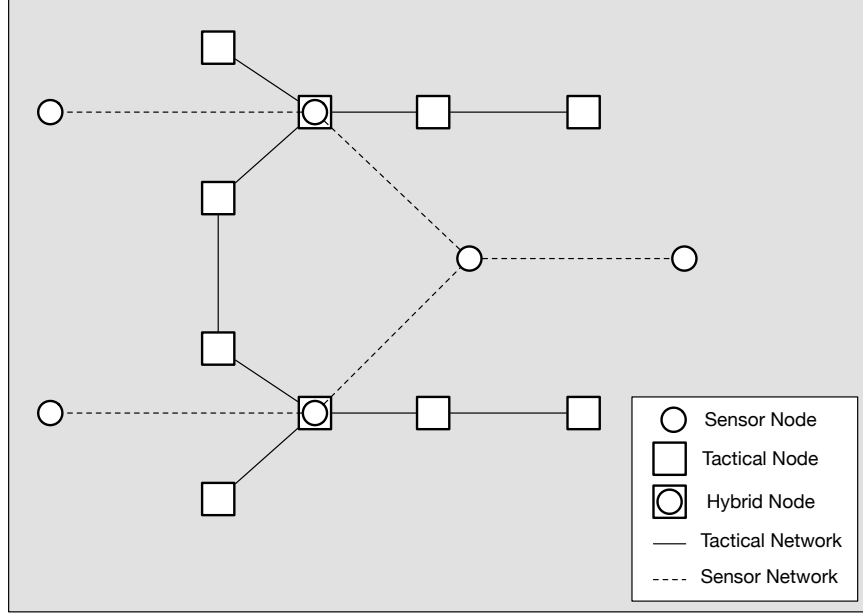 Sensor Node
Tactical Node
Hybrid Node
Tactical Network
Sensor Network